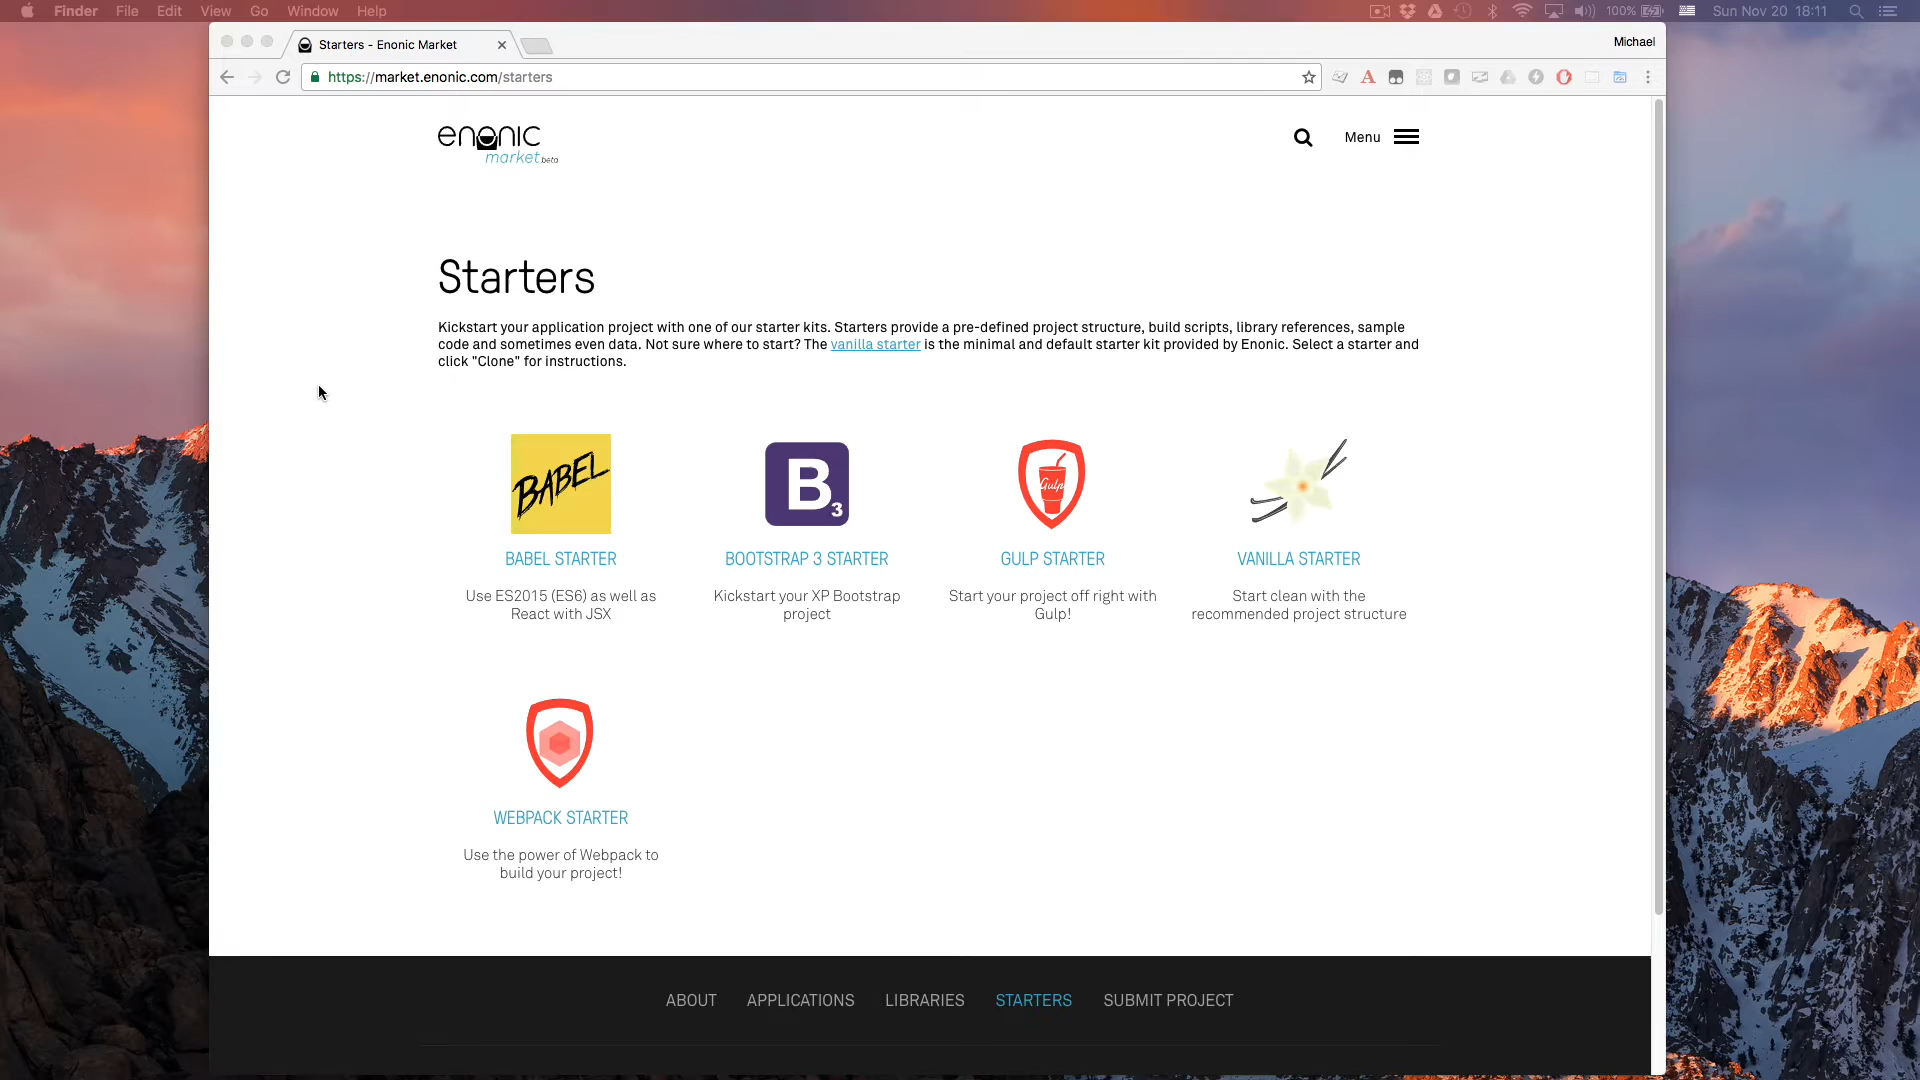 Finder File Edit View Go Window Help 100% Sun Nov 20 18:11
Starters - Enonic Market Michael
https://market.enonic.com/starters
enonic
market beta
Menu
Starters
Kickstart your application project with one of our starter kits. Starters provide a pre-defined project structure, build scripts, library references, sample
code and sometimes even data. Not sure where to start? The vanilla starter is the minimal and default starter kit provided by Enonic. Select a starter and
click "Clone" for instructions.
BABEL
B3
Gulp
BABEL STARTER
Use ES2015 (ES6) as well as
React with JSX
BOOTSTRAP 3 STARTER
Kickstart your XP Bootstrap
project
GULP STARTER
Start your project off right with
Gulp!
VANILLA STARTER
Start clean with the
recommended project structure
WEBPACK STARTER
Use the power of Webpack to
build your project!
ABOUT APPLICATIONS LIBRARIES STARTERS SUBMIT PROJECT